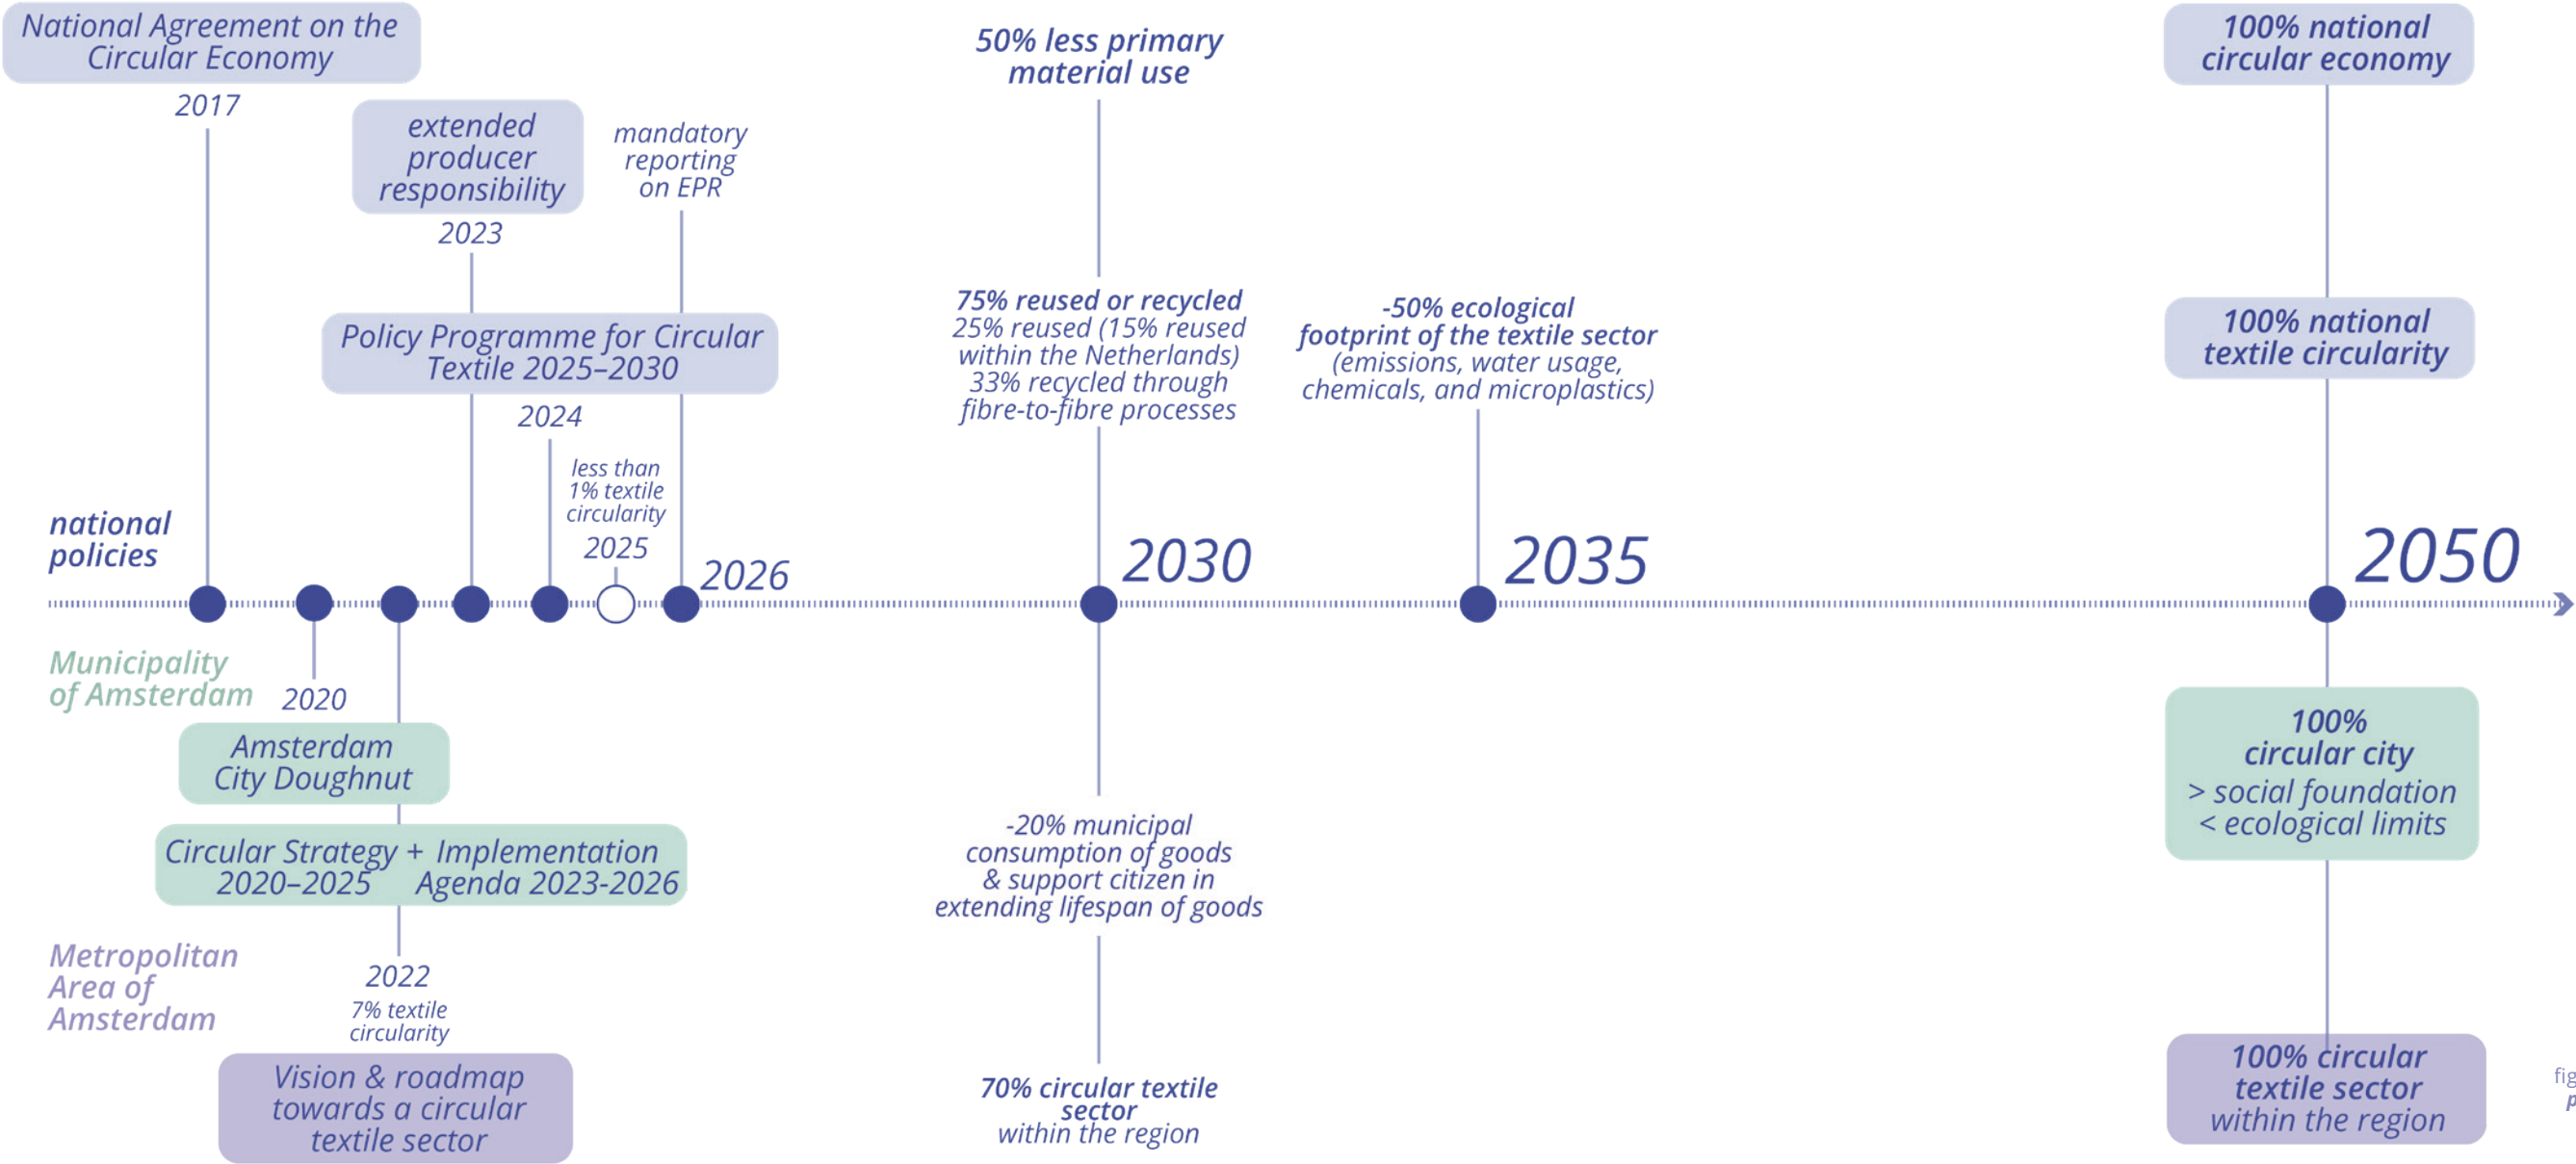 National Agreement on the
Circular Economy
2017
extended
producer
responsibility
2023
mandatory
reporting
on EPR
Policy Programme for Circular
Textile 2025–2030
2024
less than
1% textile
circularity
2025
2026
50% less primary
material use
75% reused or recycled
25% reused (15% reused
within the Netherlands)
33% recycled through
fibre-to-fibre processes
2030
-50% ecological
footprint of the textile sector
(emissions, water usage,
chemicals, and microplastics)
2035
100% national
circular economy
100% national
textile circularity
2050
national
policies
Municipality
of Amsterdam
2020
Amsterdam
City Doughnut
Circular Strategy + Implementation
2020–2025 Agenda 2023-2026
Metropolitan
Area of
Amsterdam
2022
7% textile
circularity
Vision & roadmap
towards a circular
textile sector
-20% municipal
consumption of goods
& support citizen in
extending lifespan of goods
70% circular textile
sector
within the region
100%
circular city
> social foundation
< ecological limits
100% circular
textile sector
within the region